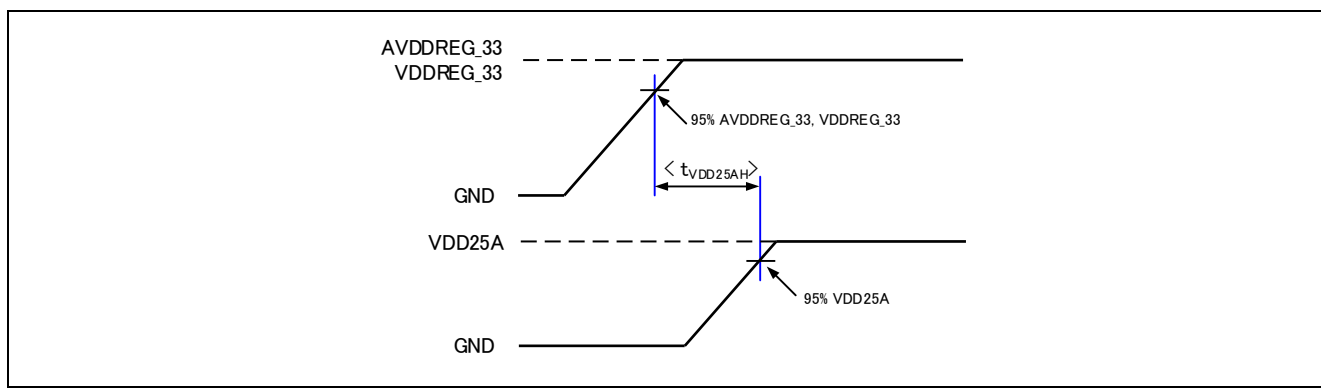 AVDDREG_33
VDDREG_33
95% AVDDREG_33, VDDREG_33
<tVDD25AH>
GND
VDD25A
95% VDD25A
GND